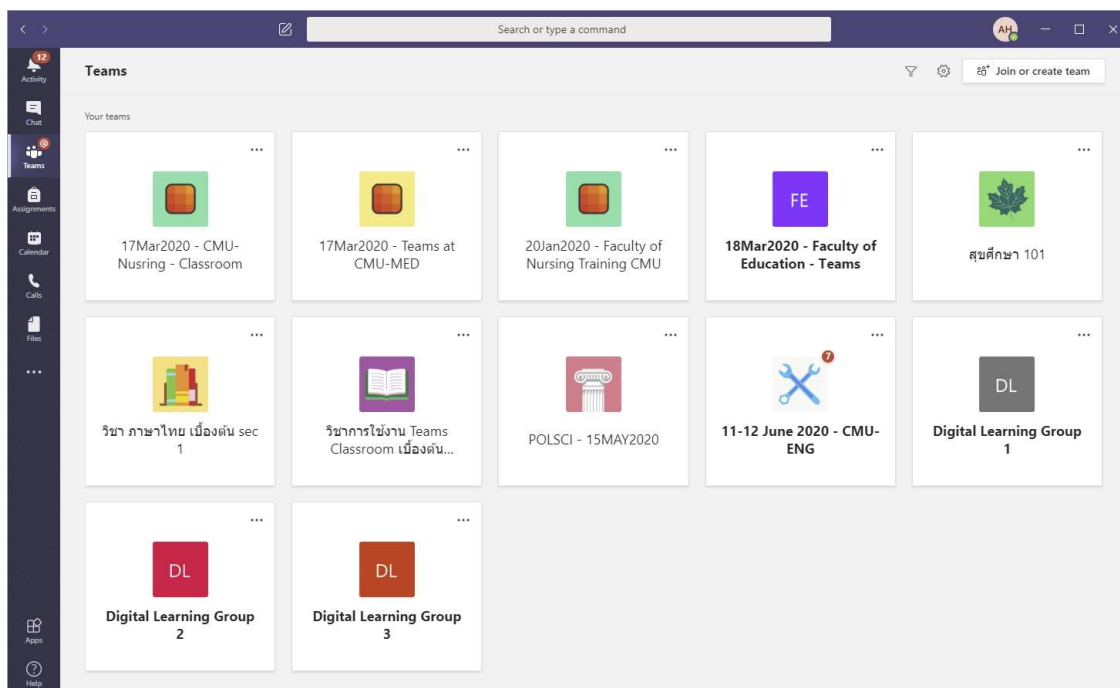 Search or type a command
AH
12
Activity
Chat
@
Teams
Assignments
Calendar
Calls
Files
Apps
Help
Teams
Join or create team
Your teams
17Mar2020 - CMU-
Nusring - Classroom
17Mar2020 - Teams at
CMU-MED
20Jan2020 - Faculty of
Nursing Training CMU
FE
18Mar2020 - Faculty of
Education - Teams
สุขศึกษา 101
วิชา ภาษาไทย เบื้องต้น sec
1
วิชาการใช้งาน Teams
Classroom เบื้องต้น...
POLSCI - 15MAY2020
7
11-12 June 2020 - CMU-
ENG
DL
Digital Learning Group
1
DL
Digital Learning Group
2
DL
Digital Learning Group
3